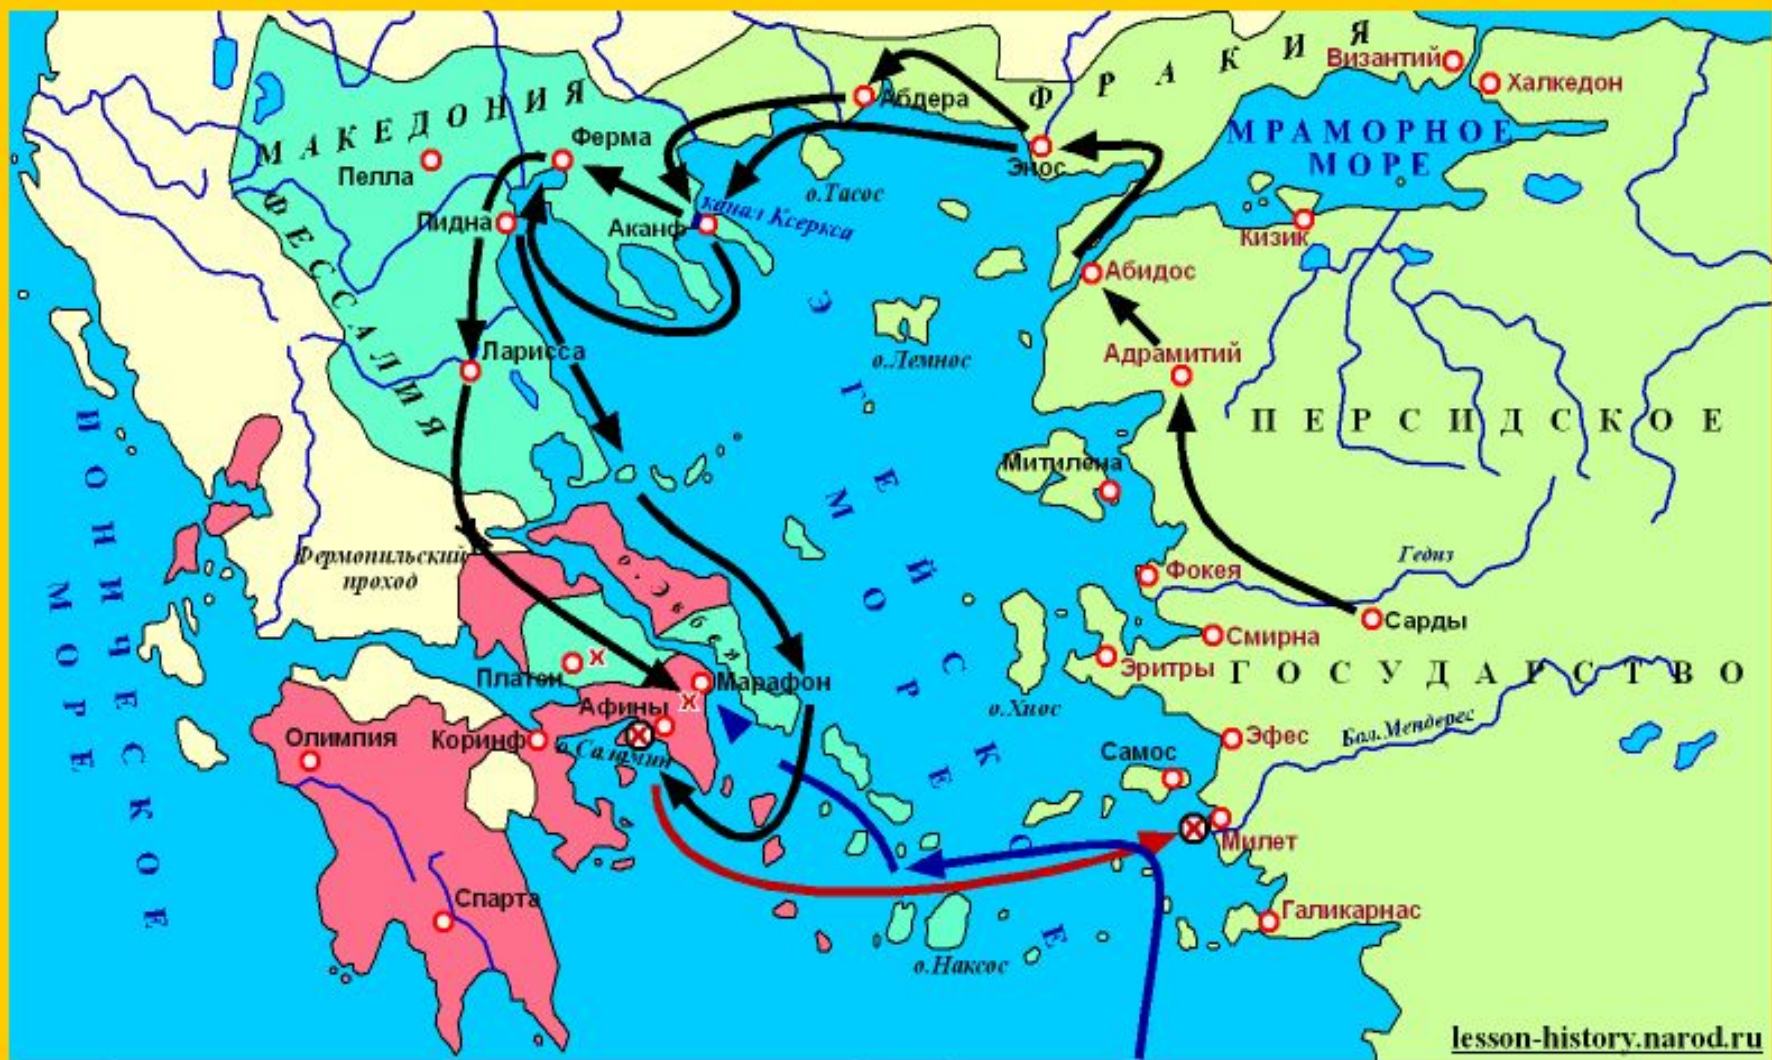 МАКЕДОНИЯ
ФРАКИЯ
Византий
Халкедон
Абдера
МРАМОРНОЕ
МОРЕ
Ферма
Пелла
Энос
о.Тасос
Пидна
Аканф
канал Ксеркса
Кизик
Абидос
ФЕССАЛИЯ
Ларисса
о.Лемнос
Адрамитий
ПЕРСИДСКОЕ
ЭГЕЙСКОЕ
МОРЕ
ИОНИЧЕСКОЕ
МОРЕ
Митилена
Фермопильский
проход
о. Эвбея
Фокея
Гедиз
Сарды
Смирна
Эритры
ГОСУДАРСТВО
Платеи
Марафон
о.Хиос
Афины
Олимпия
Коринф
о.Саламин
Самос
Эфес
Бол.Мендерес
Милет
Спарта
Галикарнас
о.Наксос
lesson-history.narod.ru